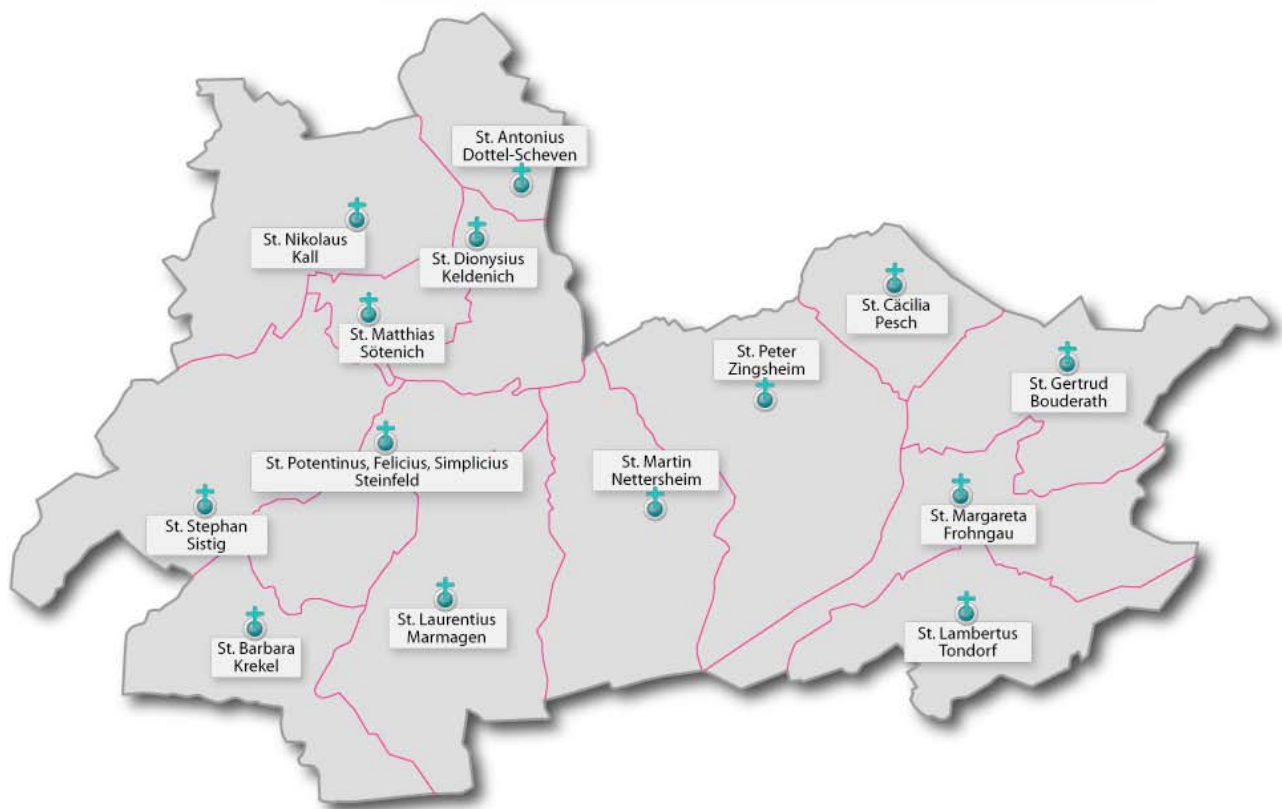 St. Antonius
Dottel-Scheven
St. Nikolaus
Kall
St. Dionysius
Keldenich
St. Cäcilia
Pesch
St. Matthias
Sötenich
St. Peter
Zingsheim
St. Gertrud
Bouderath
St. Potentinus, Felicius, Simplicius
Steinfeld
St. Martin
Nettersheim
St. Stephan
Sistig
St. Margareta
Frohngau
St. Laurentius
Marmagen
St. Barbara
Krekel
St. Lambertus
Tondorf